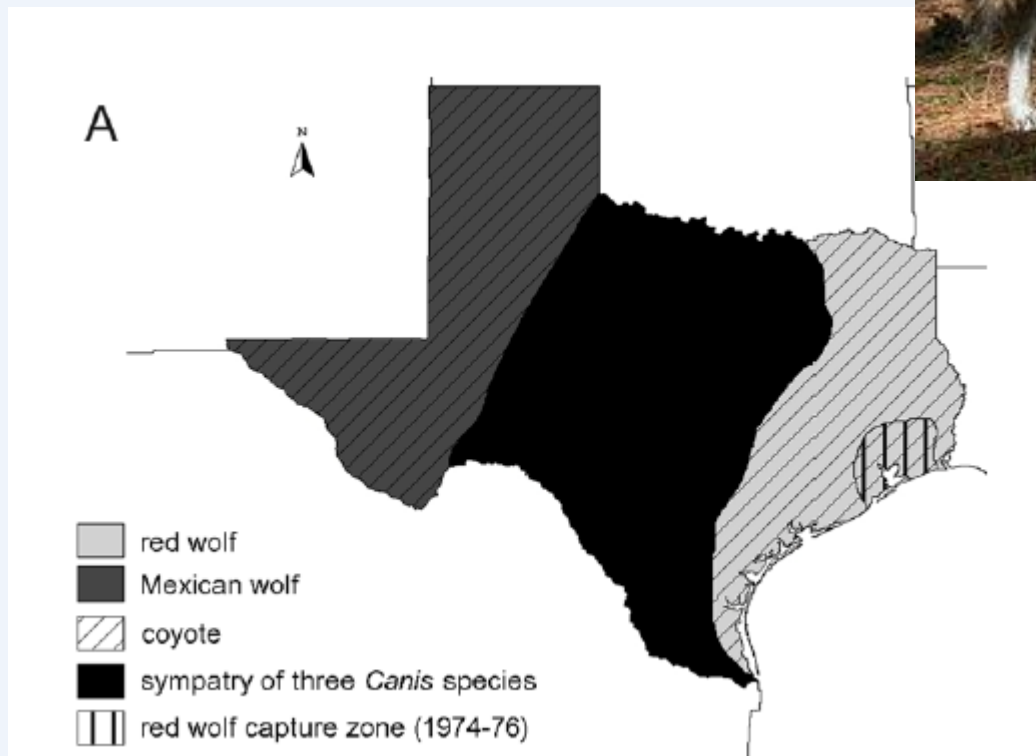 A
N
red wolf
Mexican wolf
coyote
sympatry of three Canis species
red wolf capture zone (1974-76)